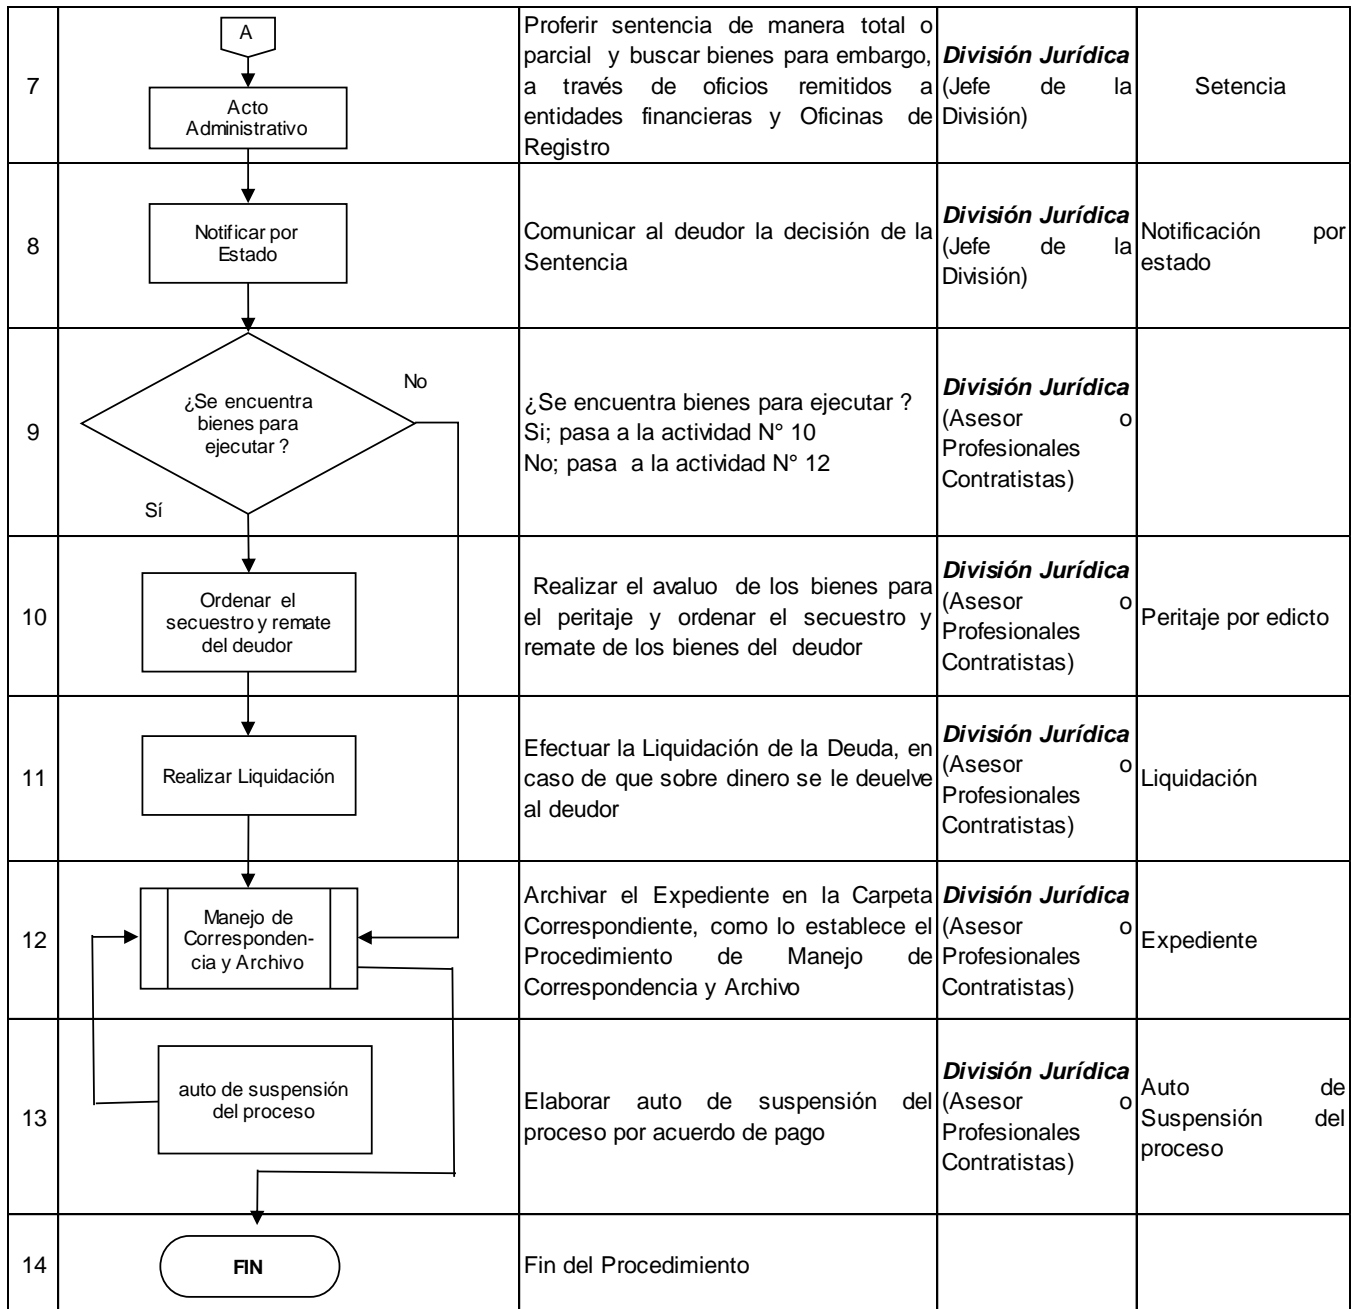 7
A
Acto
Administrativo
Proferir sentencia de manera total o
parcial y buscar bienes para embargo,
a través de oficios remitidos a
entidades financieras y Oficinas de
Registro
División Jurídica
(Jefe de la
División)
Setencia
8
Notificar por
Estado
Comunicar al deudor la decisión de la
Sentencia
División Jurídica
(Jefe de la
División)
Notificación por
estado
9
¿Se encuentra
bienes para
ejecutar ?
No
Sí
¿Se encuentra bienes para ejecutar ?
Si; pasa a la actividad N° 10
No; pasa a la actividad N° 12
División Jurídica
(Asesor o
Profesionales
Contratistas)
10
Ordenar el
secuestro y remate
del deudor
Realizar el avaluo de los bienes para
el peritaje y ordenar el secuestro y
remate de los bienes del deudor
División Jurídica
(Asesor o
Profesionales
Contratistas)
Peritaje por edicto
11
Realizar Liquidación
Efectuar la Liquidación de la Deuda, en
caso de que sobre dinero se le deuelve
al deudor
División Jurídica
(Asesor o
Profesionales
Contratistas)
Liquidación
12
Manejo de
Corresponden-
cia y Archivo
Archivar el Expediente en la Carpeta
Correspondiente, como lo establece el
Procedimiento de Manejo de
Correspondencia y Archivo
División Jurídica
(Asesor o
Profesionales
Contratistas)
Expediente
13
auto de suspensión
del proceso
Elaborar auto de suspensión del
proceso por acuerdo de pago
División Jurídica
(Asesor o
Profesionales
Contratistas)
Auto de
Suspensión del
proceso
14
FIN
Fin del Procedimiento